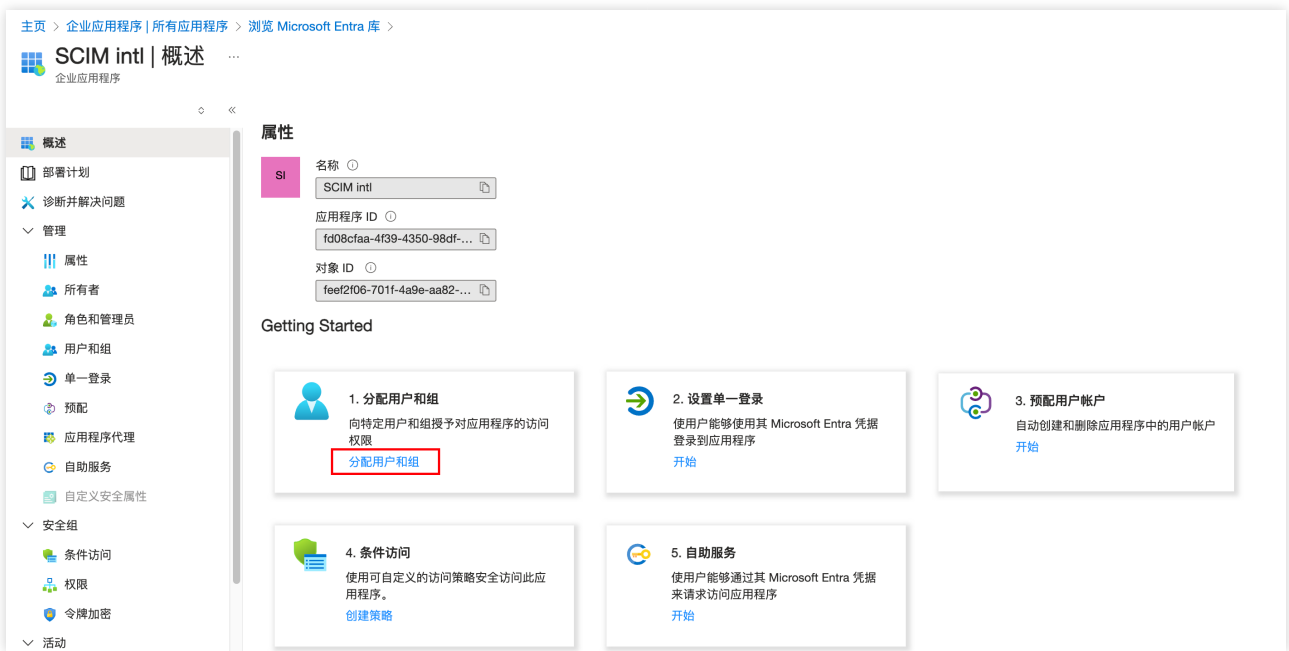 主页 > 企业应用程序 | 所有应用程序 > 浏览 Microsoft Entra 库 >
SCIM intl | 概述 ...
企业应用程序
概述
部署计划
诊断并解决问题
管理
属性
所有者
角色和管理员
用户和组
单一登录
预配
应用程序代理
自助服务
自定义安全属性
安全组
条件访问
权限
令牌加密
活动
属性
SI
名称
SCIM intl
应用程序 ID
fd08cfaa-4f39-4350-98df-...
对象 ID
feef2f06-701f-4a9e-aa82-...
Getting Started
1. 分配用户和组
向特定用户和组授予对应用程序的访问
权限
分配用户和组
2. 设置单一登录
使用户能够使用其 Microsoft Entra 凭据
登录到应用程序
开始
3. 预配用户帐户
自动创建和删除应用程序中的用户帐户
开始
4. 条件访问
使用可自定义的访问策略安全访问此应
用程序。
创建策略
5. 自助服务
使用户能够通过其 Microsoft Entra 凭据
来请求访问应用程序
开始